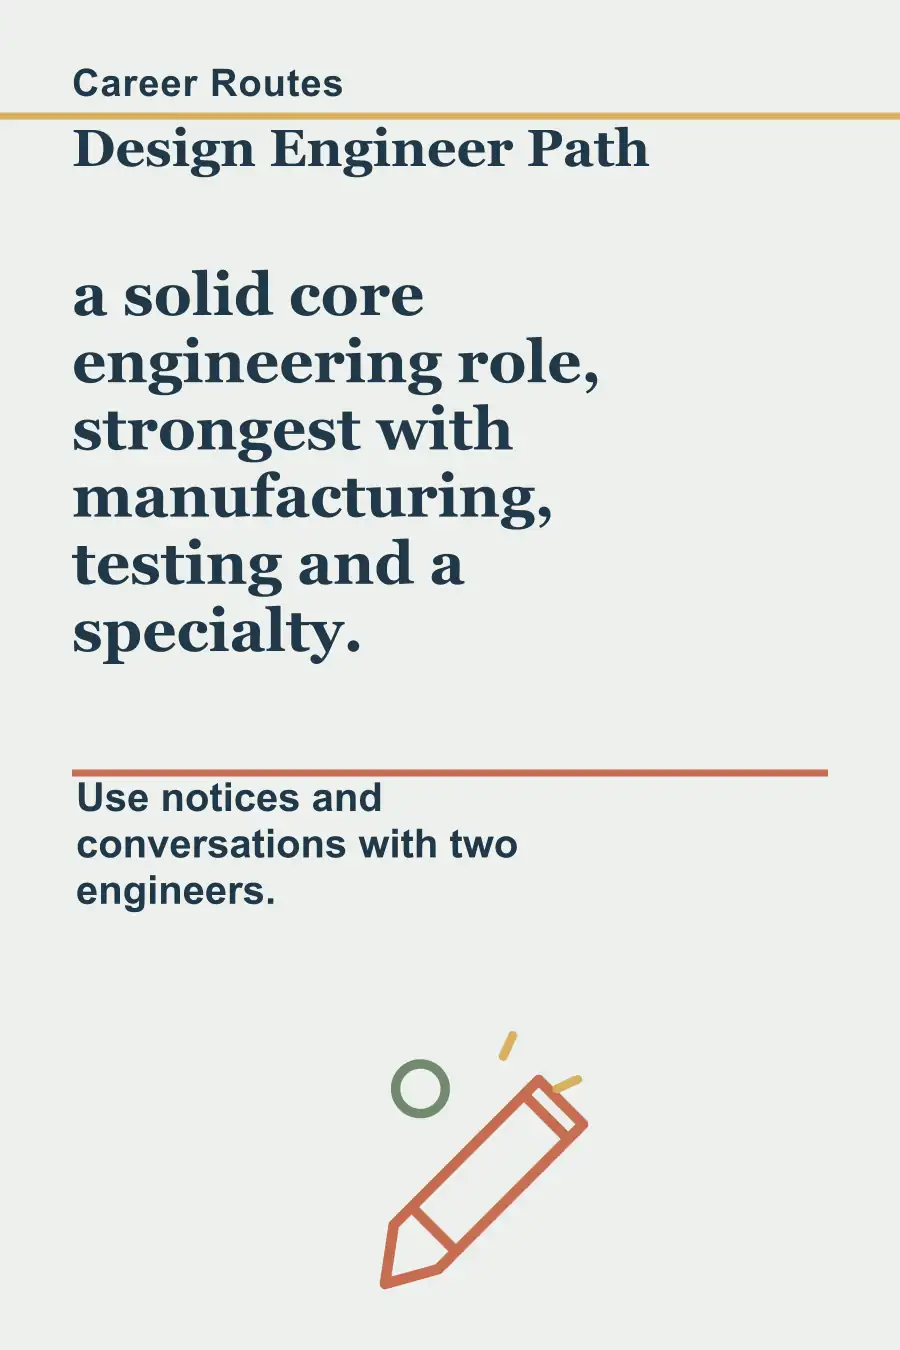 Career Routes
Design Engineer Path
a solid core
engineering role,
strongest with
manufacturing,
testing and a
specialty.
Use notices and
conversations with two
engineers.